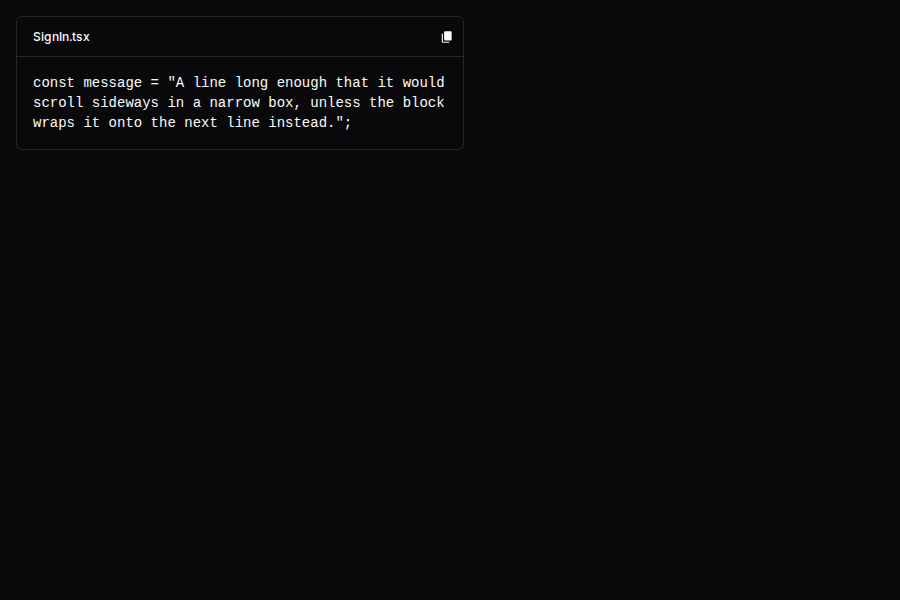 SignIn.tsx
const message = "A line long enough that it would
scroll sideways in a narrow box, unless the block
wraps it onto the next line instead.";